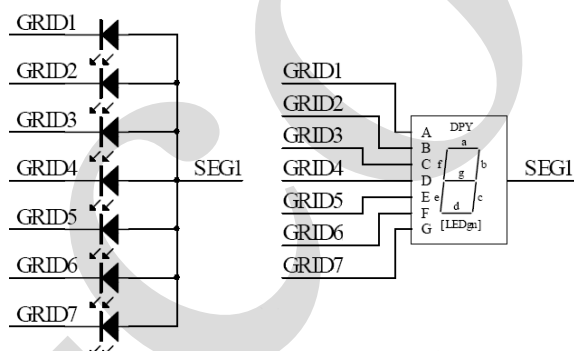 GRID1
GRID2
GRID3
GRID4
GRID5
GRID6
GRID7
SEG1
GRID1
GRID2
GRID3
GRID4
GRID5
GRID6
GRID7
A
B
C
D
E
F
G
DPY
a
f b
g
e c
d
[LEDgn]
SEG1